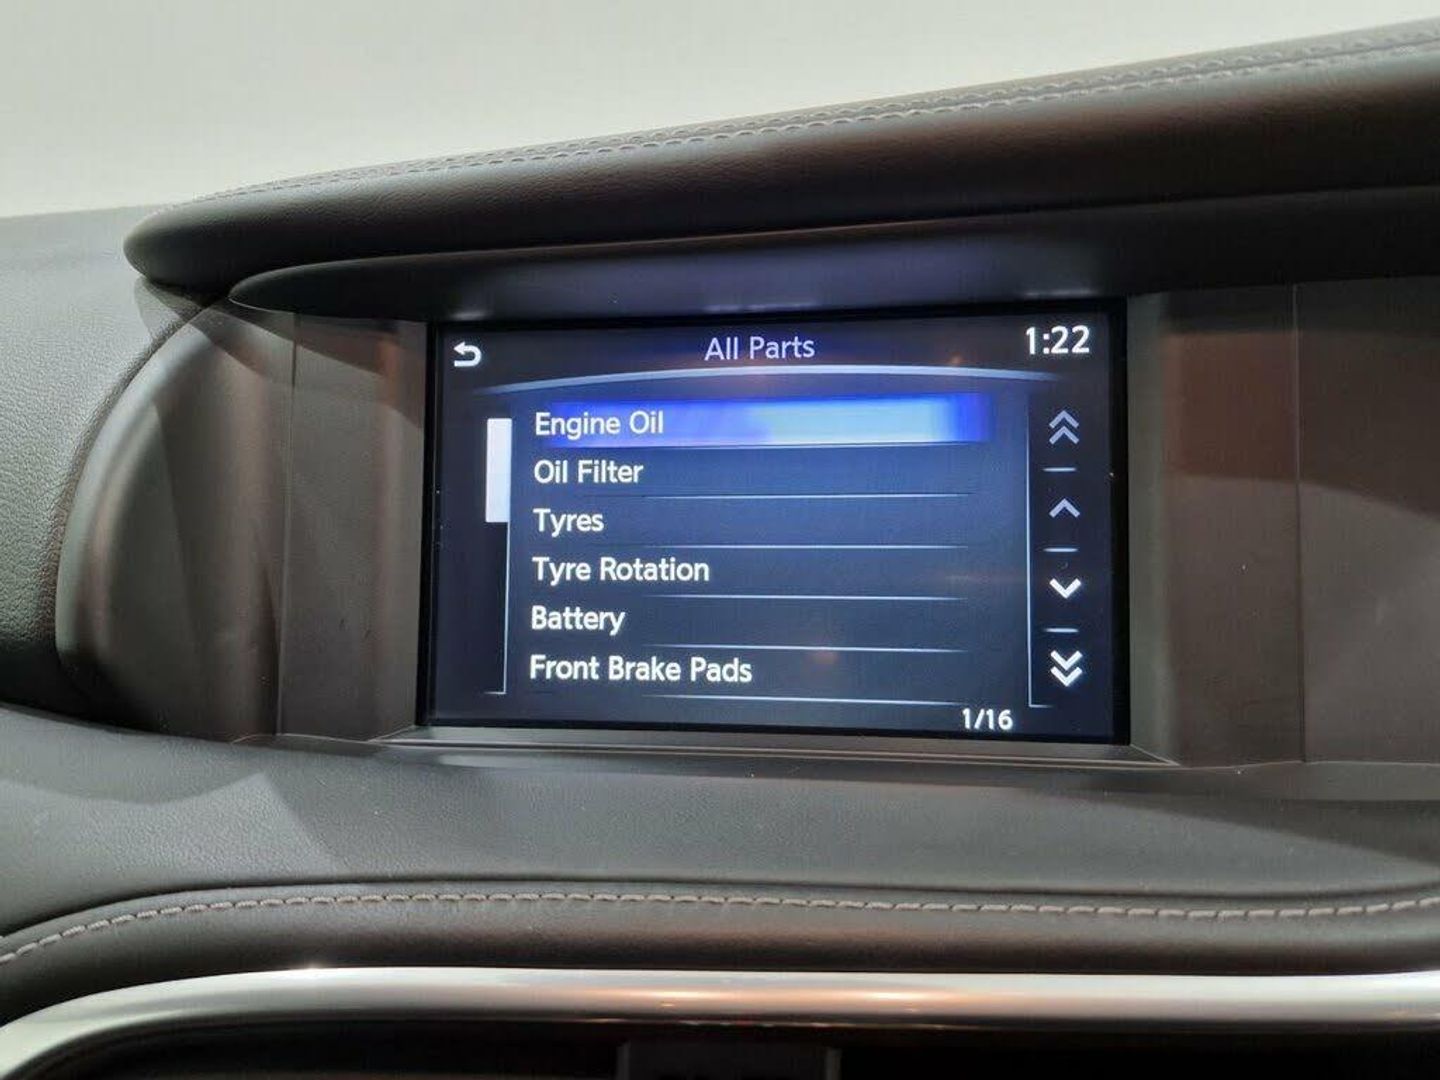 All Parts
1:22
Engine Oil
Oil Filter
Tyres
Tyre Rotation
Battery
Front Brake Pads
1/16